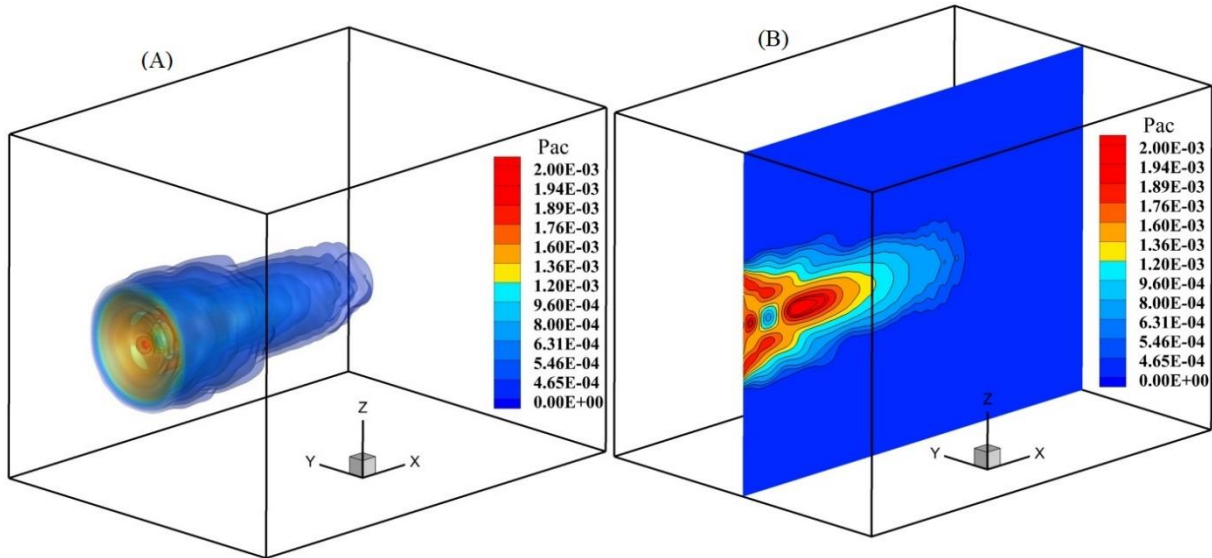 (A)
Pac
2.00E-03
1.94E-03
1.89E-03
1.76E-03
1.60E-03
1.36E-03
1.20E-03
9.60E-04
8.00E-04
6.31E-04
5.46E-04
4.65E-04
0.00E+00
Z
Y
X
(B)
Pac
2.00E-03
1.94E-03
1.89E-03
1.76E-03
1.60E-03
1.36E-03
1.20E-03
9.60E-04
8.00E-04
6.31E-04
5.46E-04
4.65E-04
0.00E+00
Z
Y
X